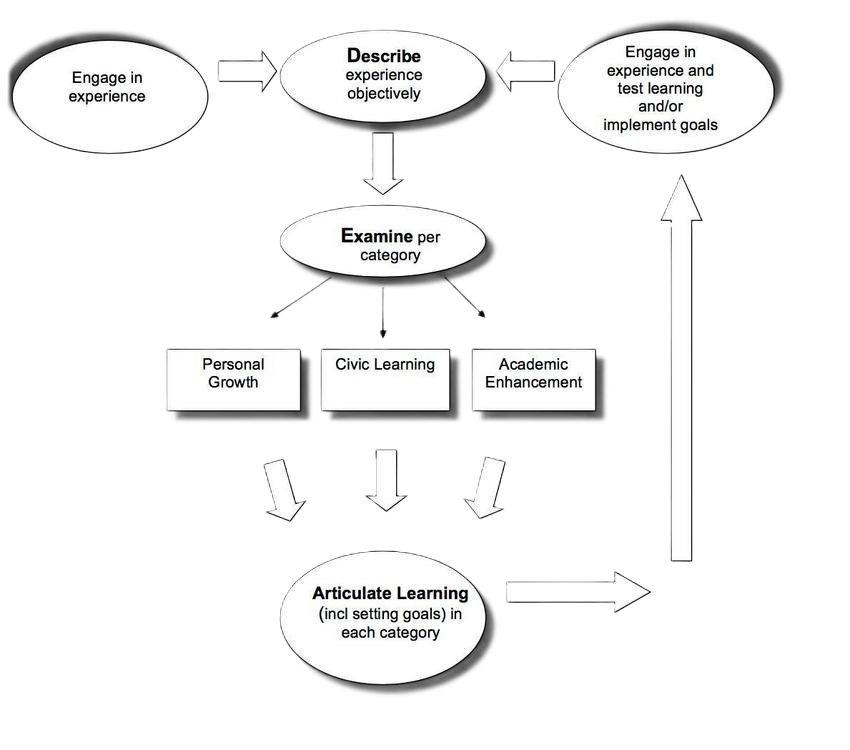 Engage in
experience
Describe
experience
objectively
Engage in
experience and
test learning
and/or
implement goals
Examine per
category
Personal
Growth
Civic Learning
Academic
Enhancement
Articulate Learning
(incl setting goals) in
each category